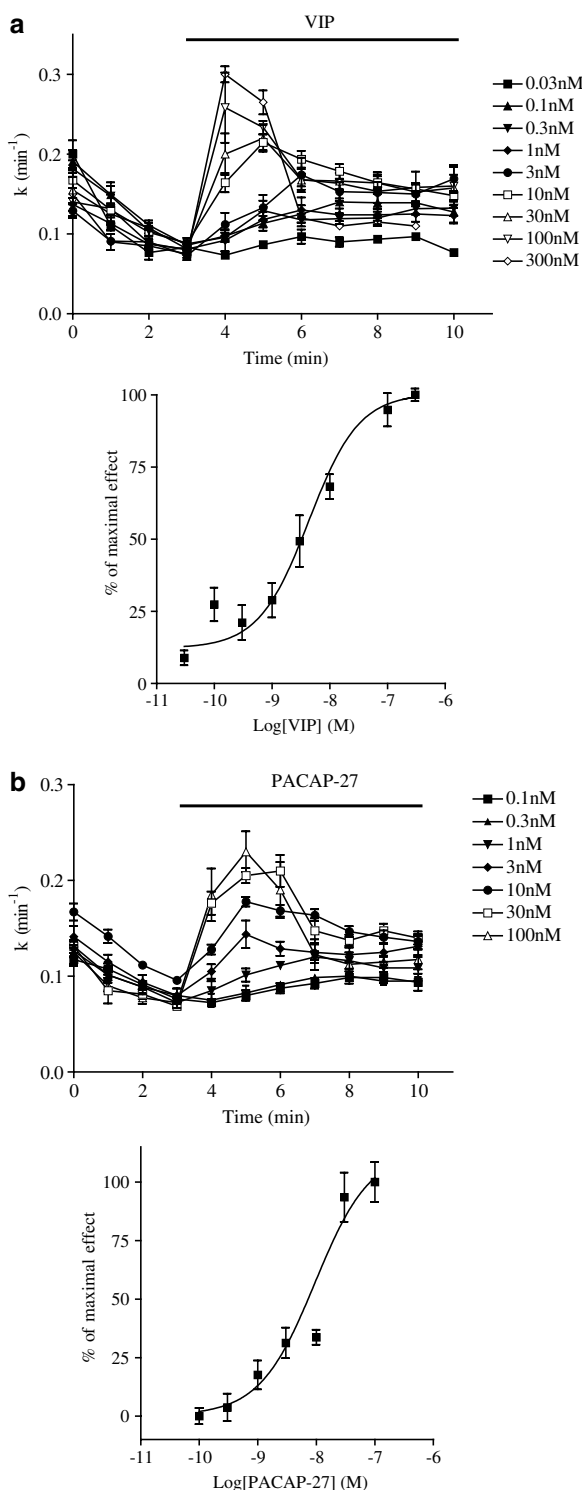 a
VIP
k (min-1)
0.3
0.2
0.1
0.0
0 2 4 6 8 10
Time (min)
0.03nM
0.1nM
0.3nM
1nM
3nM
10nM
30nM
100nM
300nM
% of maximal effect
100
75
50
25
0
-11 -10 -9 -8 -7 -6
Log[VIP] (M)
b
PACAP-27
k (min-1)
0.3
0.2
0.1
0.0
0 2 4 6 8 10
Time (min)
0.1nM
0.3nM
1nM
3nM
10nM
30nM
100nM
% of maximal effect
100
75
50
25
0
-11 -10 -9 -8 -7 -6
Log[PACAP-27] (M)